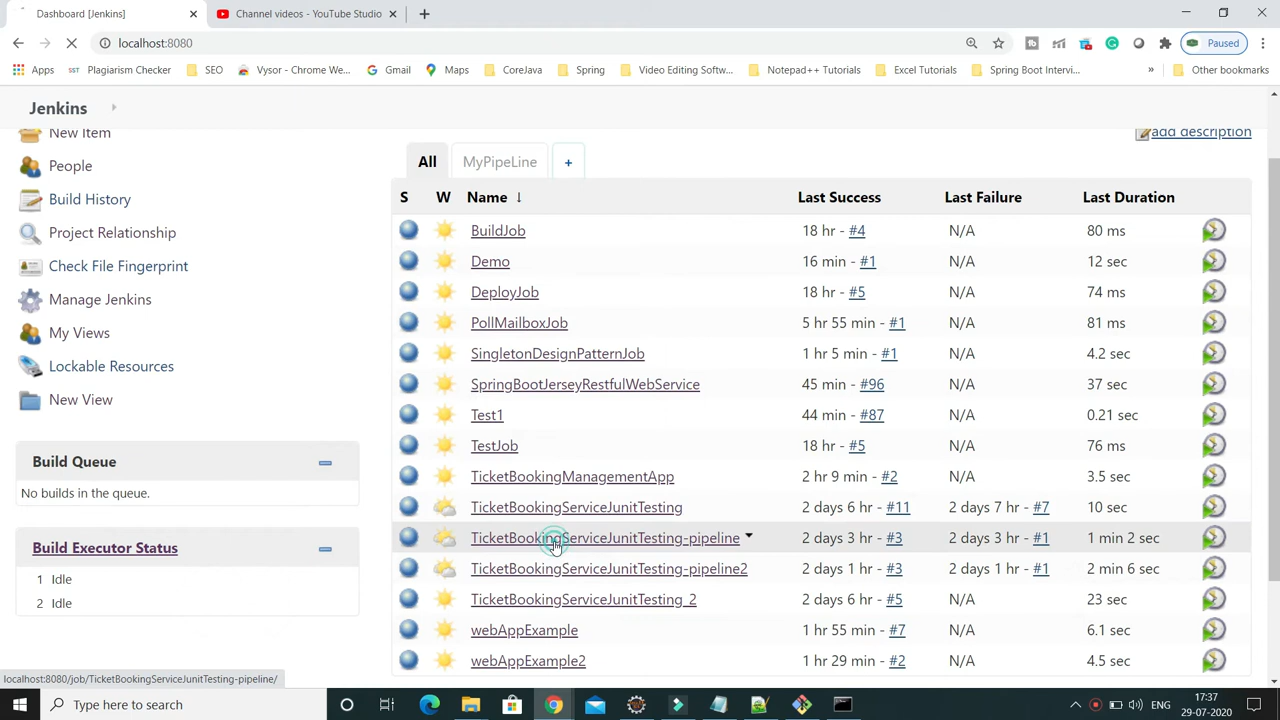 Dashboard [Jenkins]
Channel videos - YouTube Studio
localhost:8080
Paused
Apps
SST
Plagiarism Checker
SEO
Vysor - Chrome We...
Gmail
Maps
CoreJava
Spring
Video Editing Softw...
Notepad++ Tutorials
Excel Tutorials
Spring Boot Intervi...
»
Other bookmarks
Jenkins
New Item
People
Build History
Project Relationship
Check File Fingerprint
Manage Jenkins
My Views
Lockable Resources
New View
Build Queue
No builds in the queue.
Build Executor Status
1 Idle
2 Idle
add description
All MyPipeLine +
S W Name ↓ Last Success Last Failure Last Duration
BuildJob 18 hr - #4 N/A 80 ms
Demo 16 min - #1 N/A 12 sec
DeployJob 18 hr - #5 N/A 74 ms
PollMailboxJob 5 hr 55 min - #1 N/A 81 ms
SingletonDesignPatternJob 1 hr 5 min - #1 N/A 4.2 sec
SpringBootJerseyRestfulWebService 45 min - #96 N/A 37 sec
Test1 44 min - #87 N/A 0.21 sec
TestJob 18 hr - #5 N/A 76 ms
TicketBookingManagementApp 2 hr 9 min - #2 N/A 3.5 sec
TicketBookingServiceJunitTesting 2 days 6 hr - #11 2 days 7 hr - #7 10 sec
TicketBookingServiceJunitTesting-pipeline 2 days 3 hr - #3 2 days 3 hr - #1 1 min 2 sec
TicketBookingServiceJunitTesting-pipeline2 2 days 1 hr - #3 2 days 1 hr - #1 2 min 6 sec
TicketBookingServiceJunitTesting_2 2 days 6 hr - #5 N/A 23 sec
webAppExample 1 hr 55 min - #7 N/A 6.1 sec
webAppExample2 1 hr 29 min - #2 N/A 4.5 sec
localhost:8080/job/TicketBookingServiceJunitTesting-pipeline/
Type here to search
ENG
17:37
29-07-2020